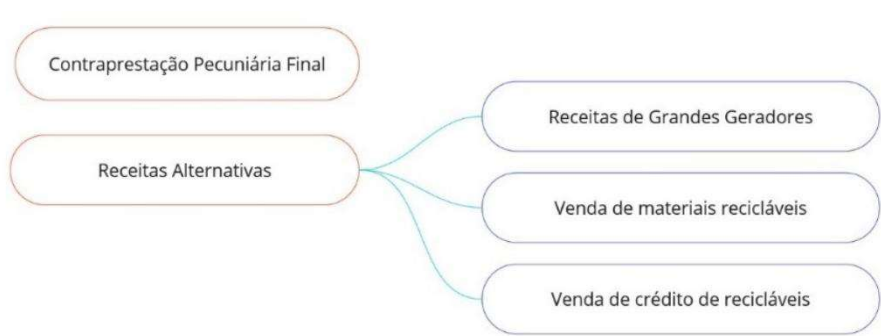 Contraprestação Pecuniária Final
Receitas Alternativas
Receitas de Grandes Geradores
Venda de materiais recicláveis
Venda de crédito de recicláveis